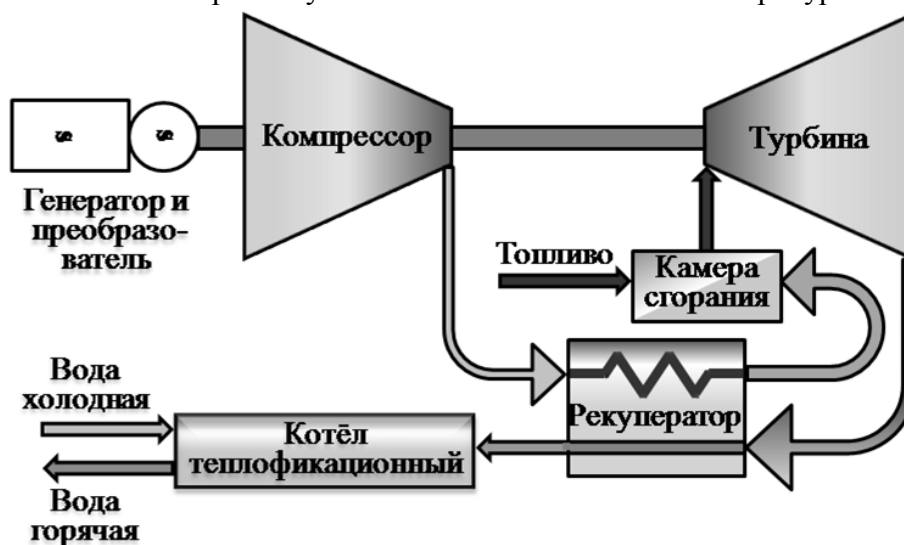 Компрессор
Турбина
Генератор и
преобразо-
ватель
Топливо
Камера
сгорания
Рекуператор
Вода
холодная
Котёл
теплофикационный
Вода
горячая